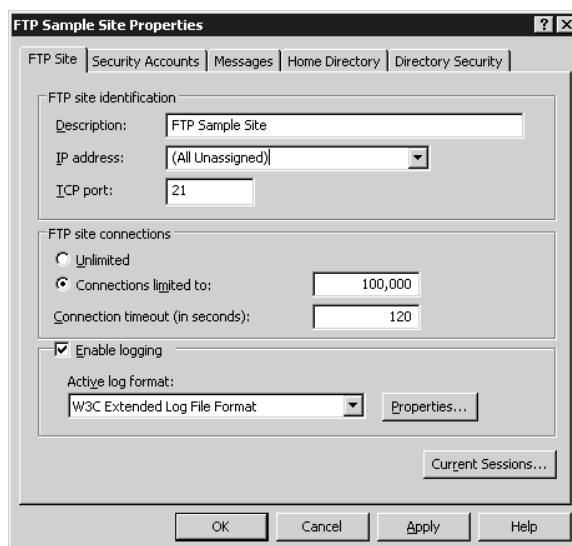 FTP Sample Site Properties
FTP Site Security Accounts Messages Home Directory Directory Security
FTP site identification
Description: FTP Sample Site
IP address: (All Unassigned)
TCP port: 21
FTP site connections
Unlimited
Connections limited to: 100,000
Connection timeout (in seconds): 120
Enable logging
Active log format:
W3C Extended Log File Format Properties...
Current Sessions...
OK Cancel Apply Help